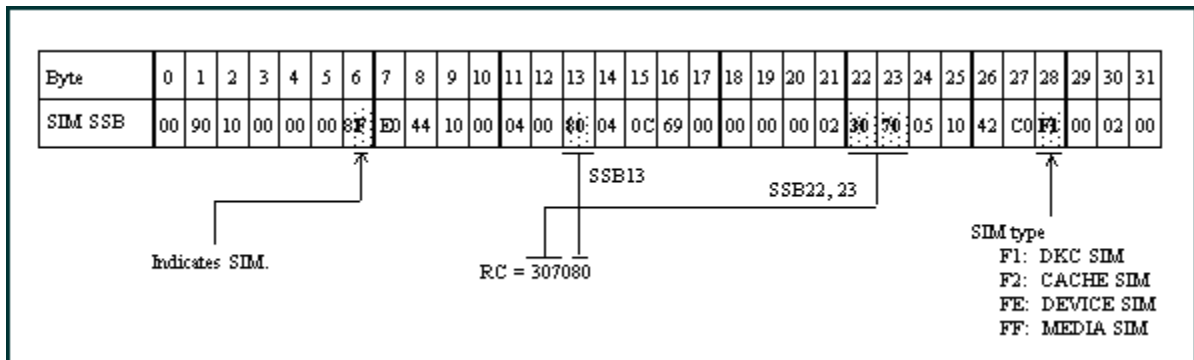 Byte 0 1 2 3 4 5 6 7 8 9 10 11 12 13 14 15 16 17 18 19 20 21 22 23 24 25 26 27 28 29 30 31
SIM SSB 00 90 10 00 00 00 8F E0 44 10 00 04 00 80 04 0C 69 00 00 00 00 02 30 70 05 10 42 C0 F1 00 02 00
SSB13
SSB22, 23
Indicates SIM.
RC = 307080
SIM type
F1: DKC SIM
F2: CACHE SIM
FE: DEVICE SIM
FF: MEDIA SIM